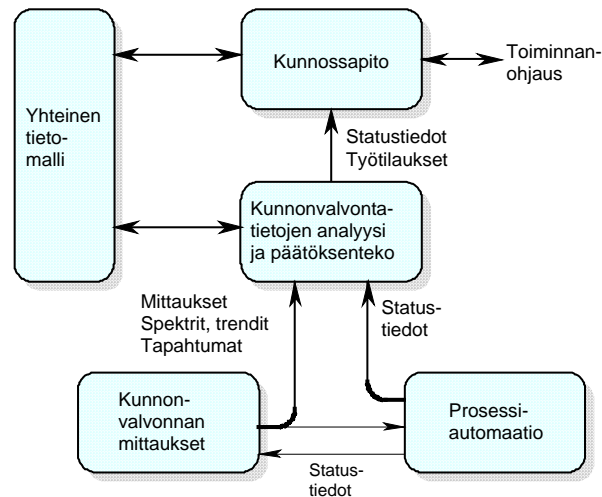 Kunnossapito
Toiminnan-
ohjaus
Yhteinen
tieto-
malli
Statustiedot
Työtilaukset
Kunnonvalvonta-
tietojen analyysi
ja päätöksenteko
Mittaukset
Spektrit, trendit
Tapahtumat
Status-
tiedot
Kunnon-
valvonnan
mittaukset
Prosessi-
automaatio
Status-
tiedot